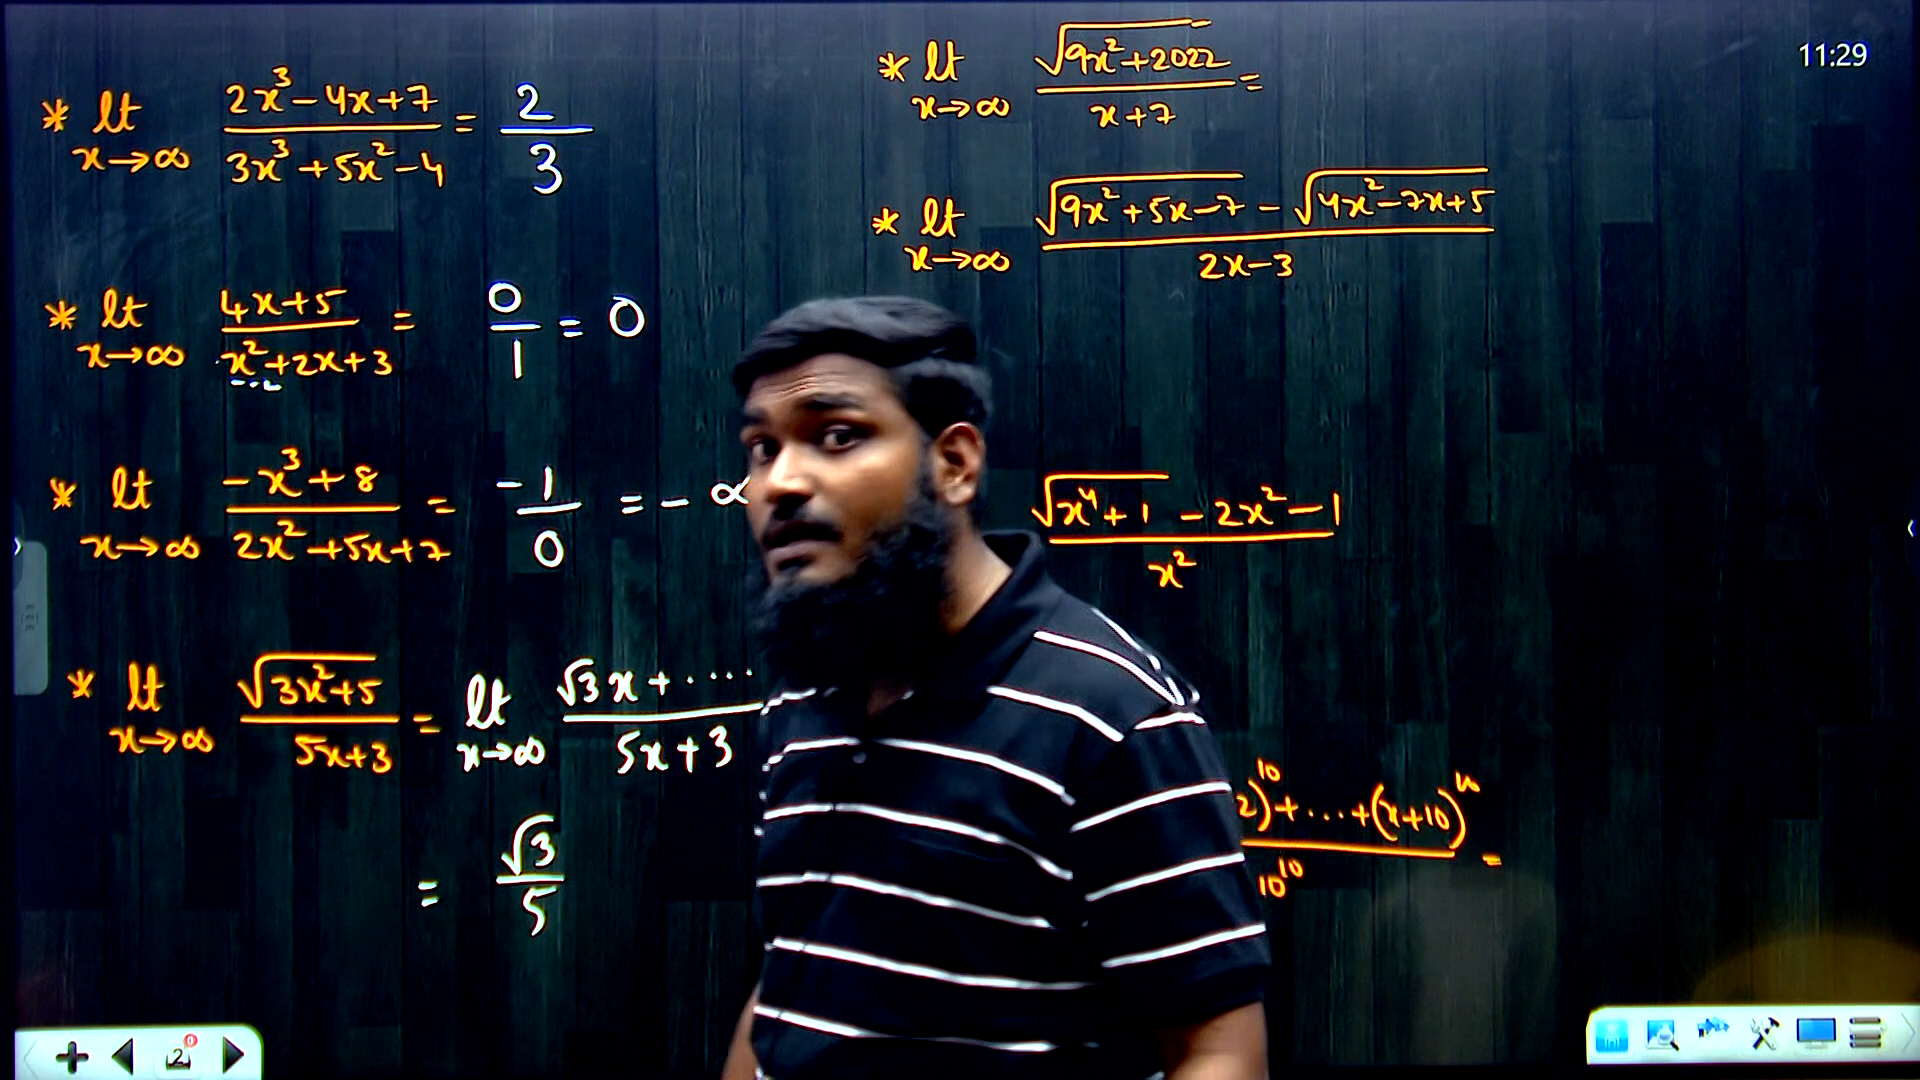 * lt x→∞ (2x³ − 4x + 7)/(3x³ + 5x² − 4) = 2/3
* lt x→∞ (4x + 5)/(x² + 2x + 3) = 0/1 = 0
* lt x→∞ (−x³ + 8)/(2x² + 5x + 7) = −1/0 = −∞
* lt x→∞ √(3x² + 5)/(5x + 3) = lt x→∞ (√3x + ....)/(5x + 3)
= √3/5
11:29
* lt x→∞ √(9x² + 2022)/(x + 7) =
* lt x→∞ (√(9x² + 5x − 7) − √(4x² − 7x + 5))/(2x − 3)
(√(x⁴ + 1) − 2x² − 1)/x²
2)¹⁰ + ... + (x + 10)¹⁰ / 10¹⁰ =
2